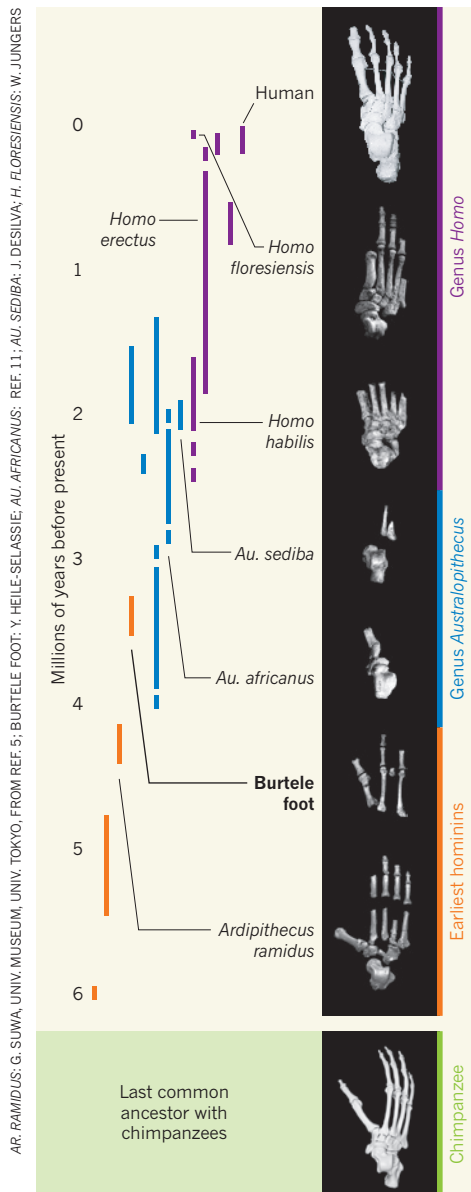 AR. RAMIDUS: G. SUWA, UNIV. MUSEUM, UNIV. TOKYO, FROM REF. 5; BURTELE FOOT: Y. HEILE-SELASSIE; AU. AFRICANUS: REF. 11; AU. SEDIBA: J. DESILVA; H. FLORESIENSIS: W. JUNGERS
Millions of years before present
0
1
2
3
4
5
6
Human
Homo
erectus
Homo
floresiensis
Homo
habilis
Au. sediba
Au. africanus
Burtele
foot
Ardipithecus
ramidus
Last common
ancestor with
chimpanzees
Genus Homo
Genus Australopithecus
Earliest hominins
Chimpanzee